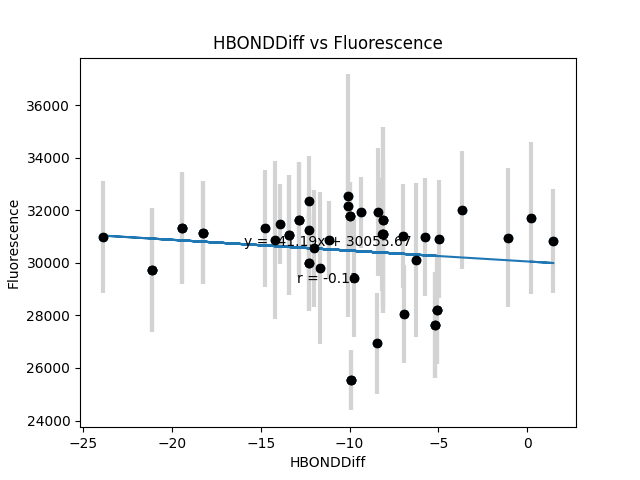 HBONDDiff vs Fluorescence
Fluorescence
36000
34000
32000
30000
28000
26000
24000
y = -41.19x + 30055.67
r = -0.1
−25
−20
−15
−10
−5
0
HBONDDiff